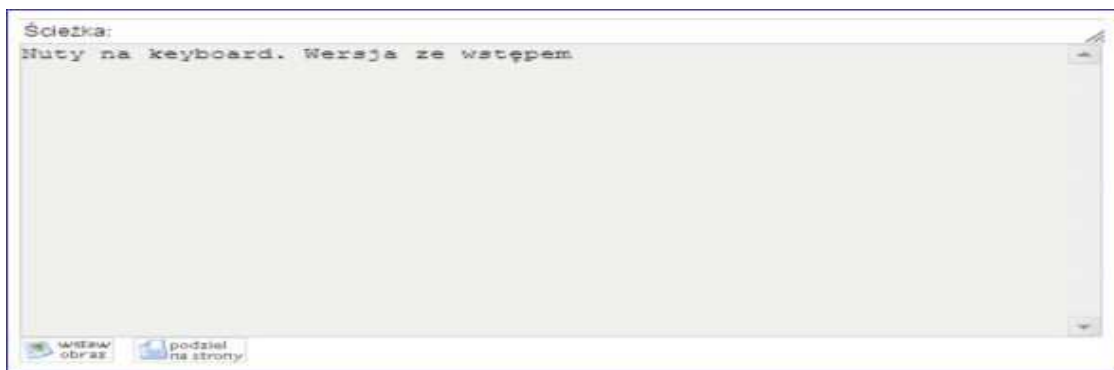 Ścieżka:
Nuty na keyboard. Wersja ze wstępem
wstaw
obraz
podziel
na strony